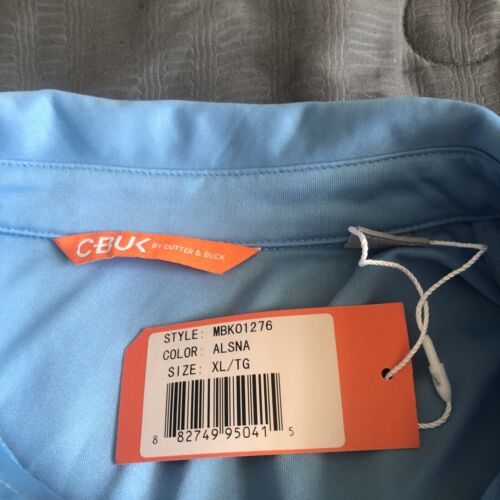 C-BUK BY CUTTER & BUCK
STYLE: MBK01276
COLOR: ALSNA
SIZE: XL/TG
8 82749 95041 5